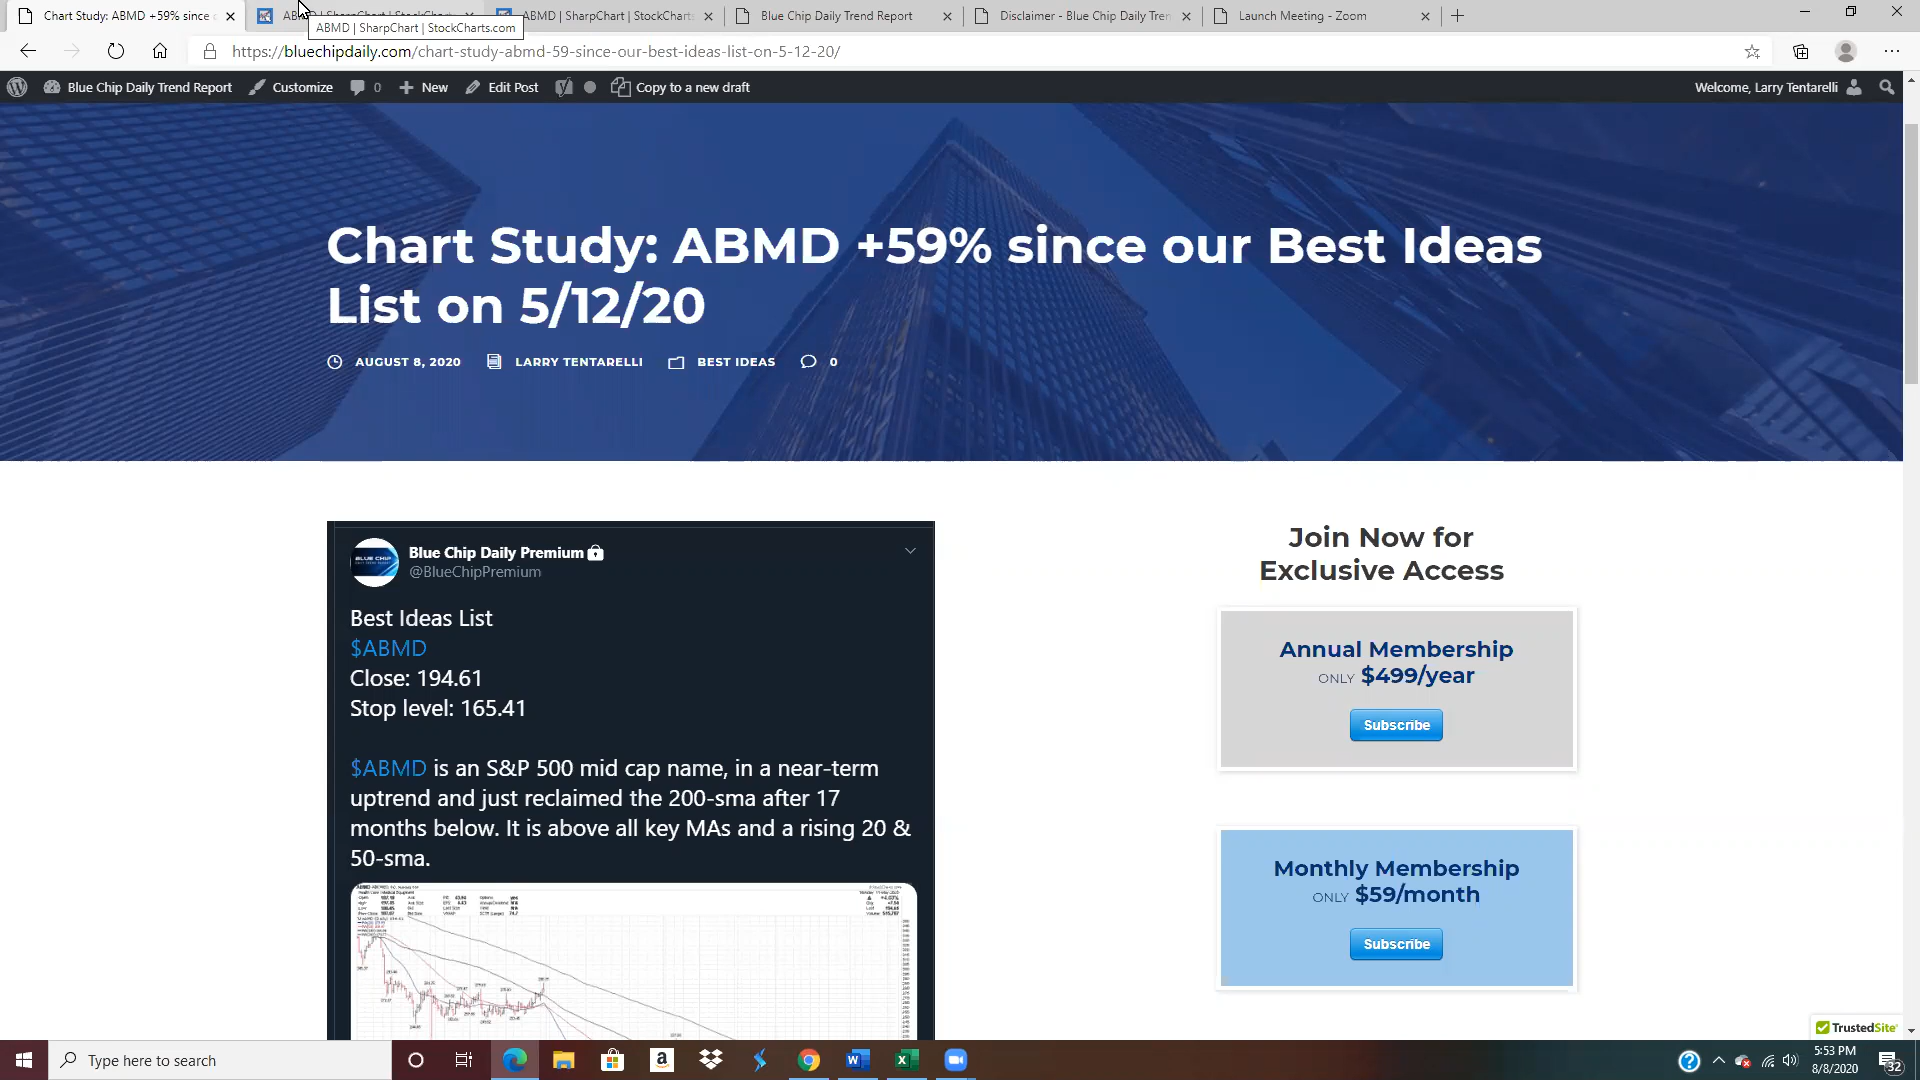 Chart Study: ABMD +59% since
ABMD | SharpChart | StockCharts
ABMD | SharpChart | StockCharts
Blue Chip Daily Trend Report
Disclaimer - Blue Chip Daily Tren
Launch Meeting - Zoom
ABMD | SharpChart | StockCharts.com
https://bluechipdaily.com/chart-study-abmd-59-since-our-best-ideas-list-on-5-12-20/
Blue Chip Daily Trend Report
Customize
0
New
Edit Post
Copy to a new draft
Welcome, Larry Tentarelli
Chart Study: ABMD +59% since our Best Ideas
List on 5/12/20
AUGUST 8, 2020
LARRY TENTARELLI
BEST IDEAS
0
BLUE CHIP
Blue Chip Daily Premium
@BlueChipPremium
Best Ideas List
$ABMD
Close: 194.61
Stop level: 165.41
$ABMD is an S&P 500 mid cap name, in a near-term
uptrend and just reclaimed the 200-sma after 17
months below. It is above all key MAs and a rising 20 &
50-sma.
Join Now for
Exclusive Access
Annual Membership
ONLY $499/year
Subscribe
Monthly Membership
ONLY $59/month
Subscribe
TrustedSite
Type here to search
5:53 PM
8/8/2020
32